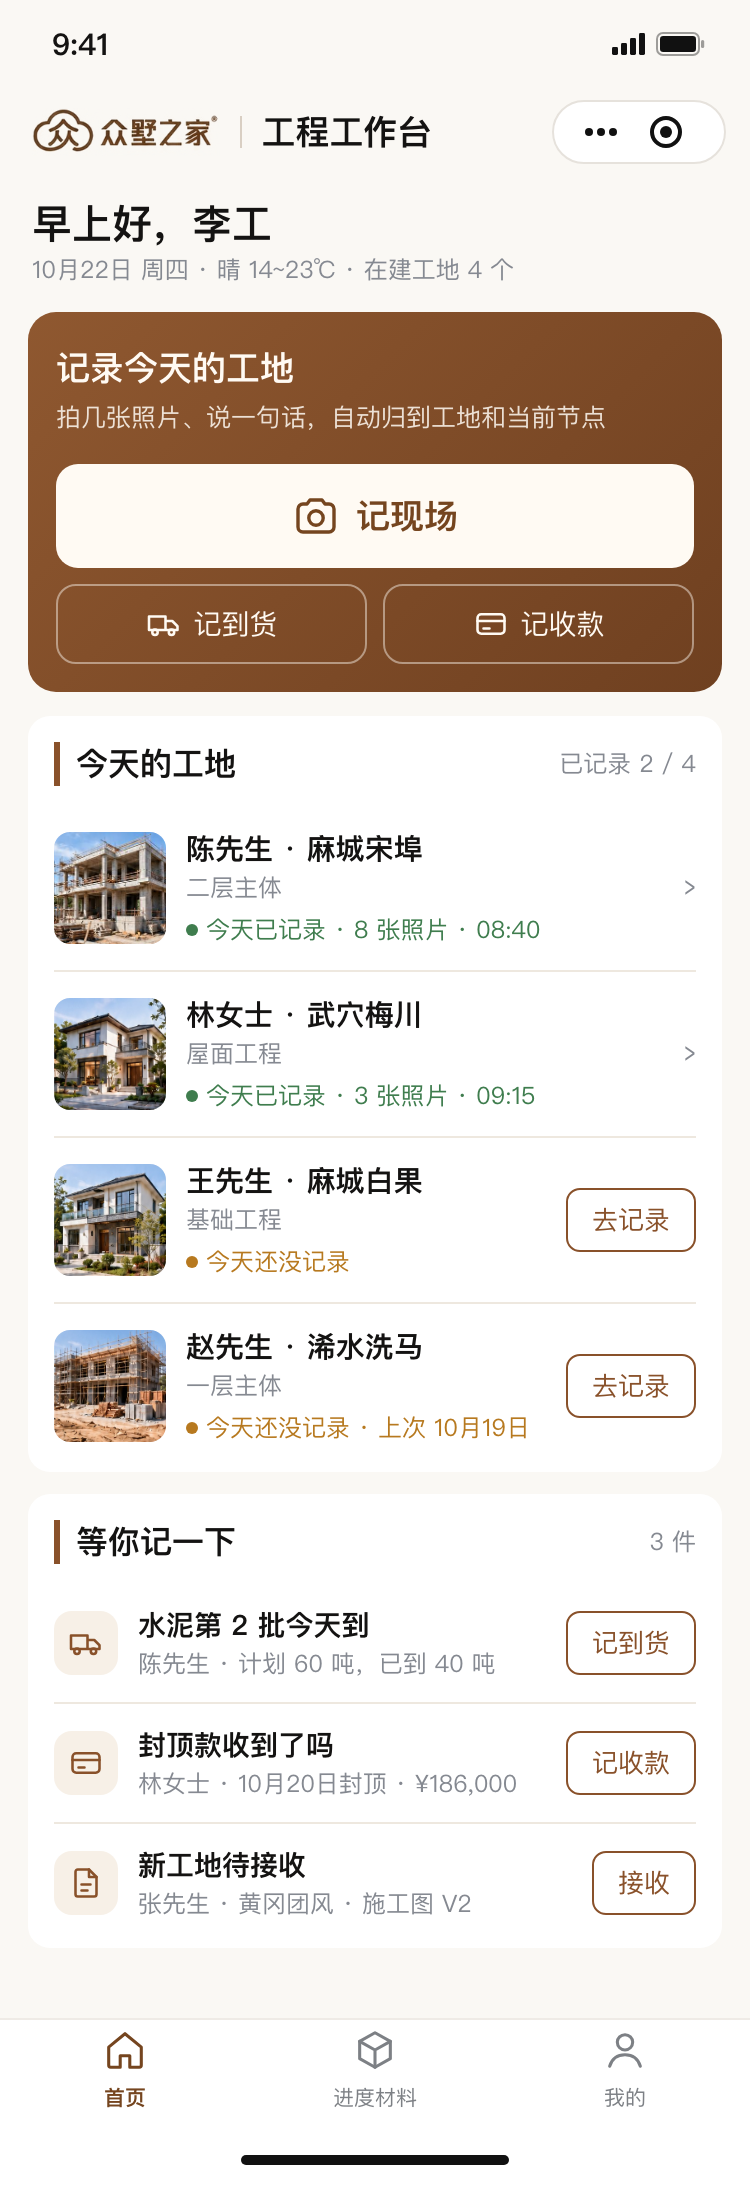 9:41
众墅之家®
工程工作台
早上好，李工
10月22日 周四 · 晴 14~23℃ · 在建工地 4 个
记录今天的工地
拍几张照片、说一句话，自动归到工地和当前节点
记现场
记到货
记收款
今天的工地
已记录 2 / 4
陈先生 · 麻城宋埠
二层主体
今天已记录 · 8 张照片 · 08:40
林女士 · 武穴梅川
屋面工程
今天已记录 · 3 张照片 · 09:15
王先生 · 麻城白果
基础工程
今天还没记录
去记录
赵先生 · 浠水洗马
一层主体
今天还没记录 · 上次 10月19日
去记录
等你记一下
3 件
水泥第 2 批今天到
陈先生 · 计划 60 吨，已到 40 吨
记到货
封顶款收到了吗
林女士 · 10月20日封顶 · ¥186,000
记收款
新工地待接收
张先生 · 黄冈团风 · 施工图 V2
接收
首页
进度材料
我的